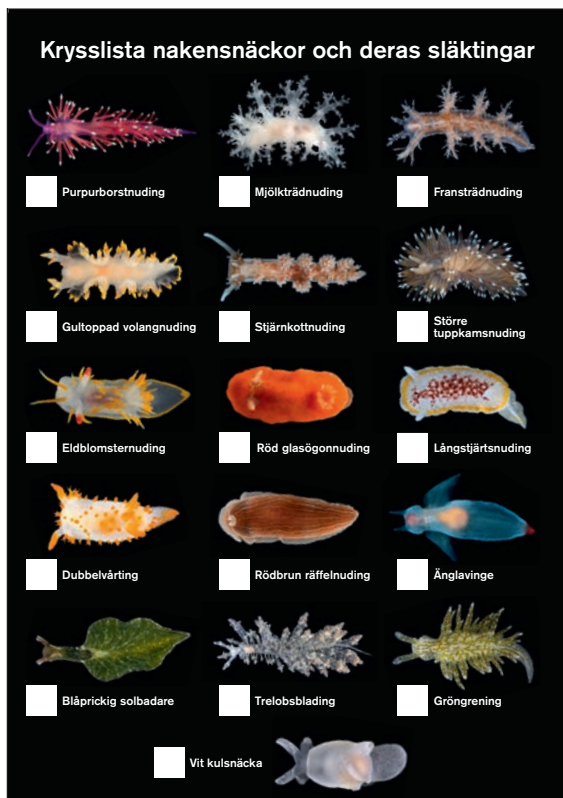 Krysslista nakensnäckor och deras släktingar
Purpurborstnuding
Mjölkträdnuding
Fransträdnuding
Gultoppad volangnuding
Stjärnkottnuding
Större
tuppkamsnuding
Eldblomsternuding
Röd glasögonnuding
Långstjärtsnuding
Dubbelvårting
Rödbrun räffelnuding
Änglavinge
Blåprickig solbadare
Trelobsblading
Gröngrening
Vit kulsnäcka